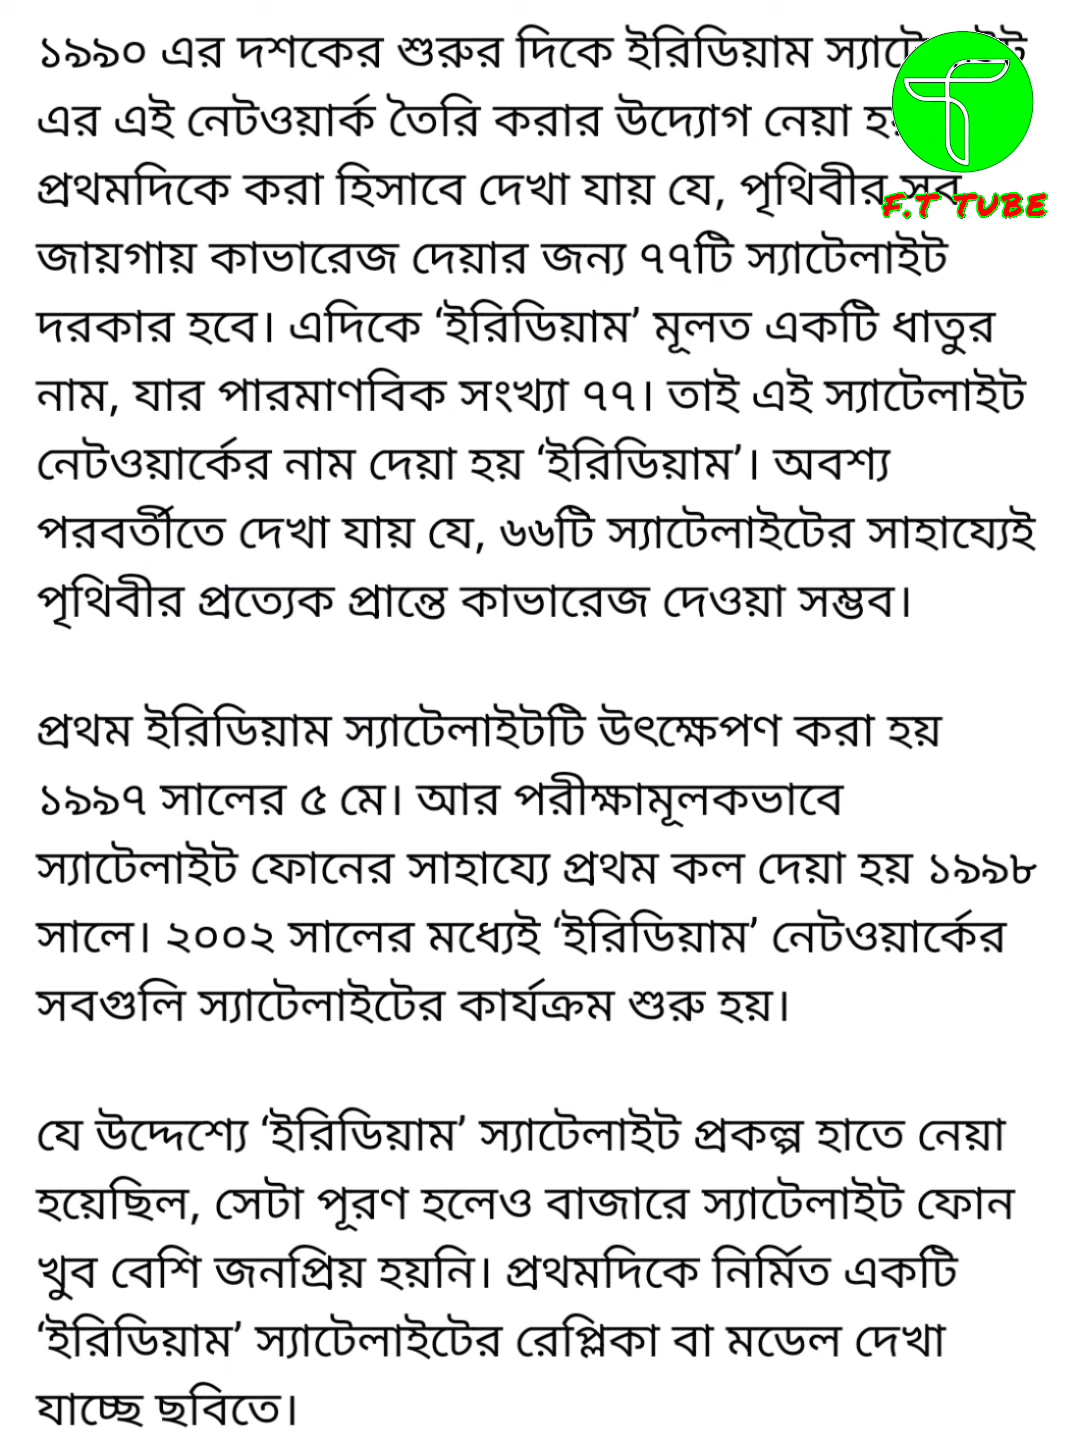 ১৯৯০ এর দশকের শুরুর দিকে ইরিডিয়াম
এর এই নেটওয়ার্ক তৈরি করার উদ্যোগ নেয়া
প্রথমদিকে করা হিসাবে দেখা যায় যে, পৃথিবীর সব
F.T TUBE
জায়গায় কাভারেজ দেয়ার জন্য ৭৭টি স্যাটেলাইট
দরকার হবে। এদিকে ‘ইরিডিয়াম’ মূলত একটি ধাতুর
নাম, যার পারমাণবিক সংখ্যা ৭৭। তাই এই স্যাটেলাইট
নেটওয়ার্কের নাম দেয়া হয় ‘ইরিডিয়াম’। অবশ্য
পরবর্তীতে দেখা যায় যে, ৬৬টি স্যাটেলাইটের সাহায্যেই
পৃথিবীর প্রত্যেক প্রান্তে কাভারেজ দেওয়া সম্ভব।
প্রথম ইরিডিয়াম স্যাটেলাইটটি উৎক্ষেপণ করা হয়
১৯৯৭ সালের ৫ মে। আর পরীক্ষামূলকভাবে
স্যাটেলাইট ফোনের সাহায্যে প্রথম কল দেয়া হয় ১৯৯৮
সালে। ২০০২ সালের মধ্যেই ‘ইরিডিয়াম’ নেটওয়ার্কের
সবগুলি স্যাটেলাইটের কার্যক্রম শুরু হয়।
যে উদ্দেশ্যে ‘ইরিডিয়াম’ স্যাটেলাইট প্রকল্প হাতে নেয়া
হয়েছিল, সেটা পূরণ হলেও বাজারে স্যাটেলাইট ফোন
খুব বেশি জনপ্রিয় হয়নি। প্রথমদিকে নির্মিত একটি
‘ইরিডিয়াম’ স্যাটেলাইটের রেপ্লিকা বা মডেল দেখা
যাচ্ছে ছবিতে।